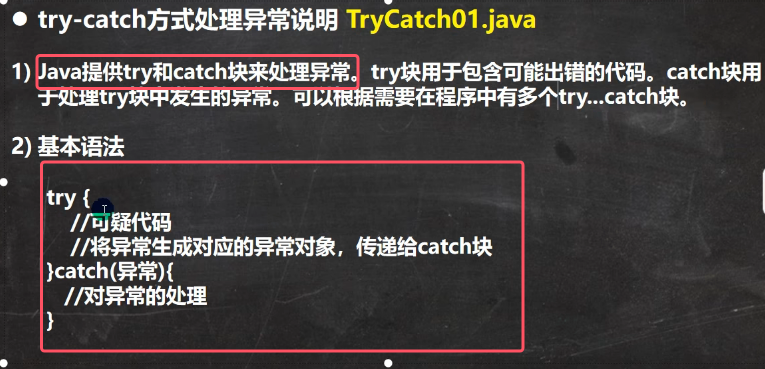 ● try-catch方式处理异常说明 TryCatch01.java
1) Java提供try和catch块来处理异常。try块用于包含可能出错的代码。catch块用
于处理try块中发生的异常。可以根据需要在程序中有多个try...catch块。
2) 基本语法
try {
//可疑代码
//将异常生成对应的异常对象，传递给catch块
}catch(异常){
//对异常的处理
}